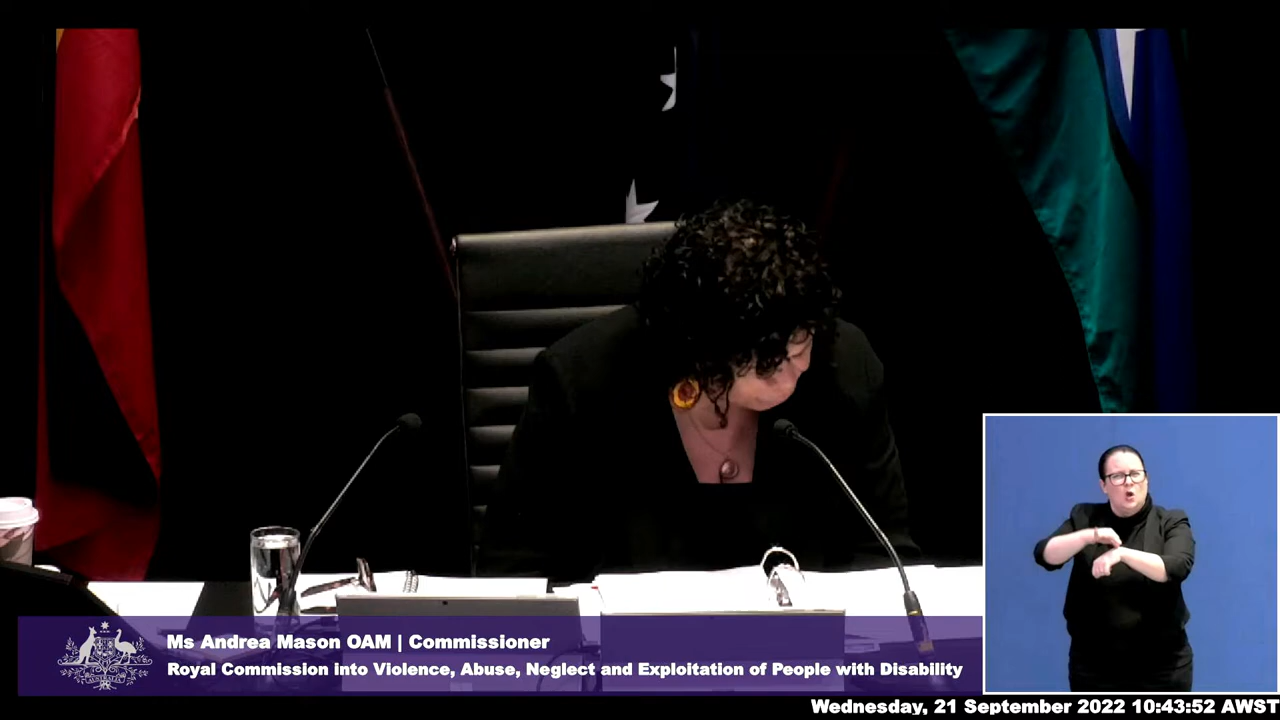 Ms Andrea Mason OAM | Commissioner
Royal Commission into Violence, Abuse, Neglect and Exploitation of People with Disability
Wednesday, 21 September 2022 10:43:52 AWST